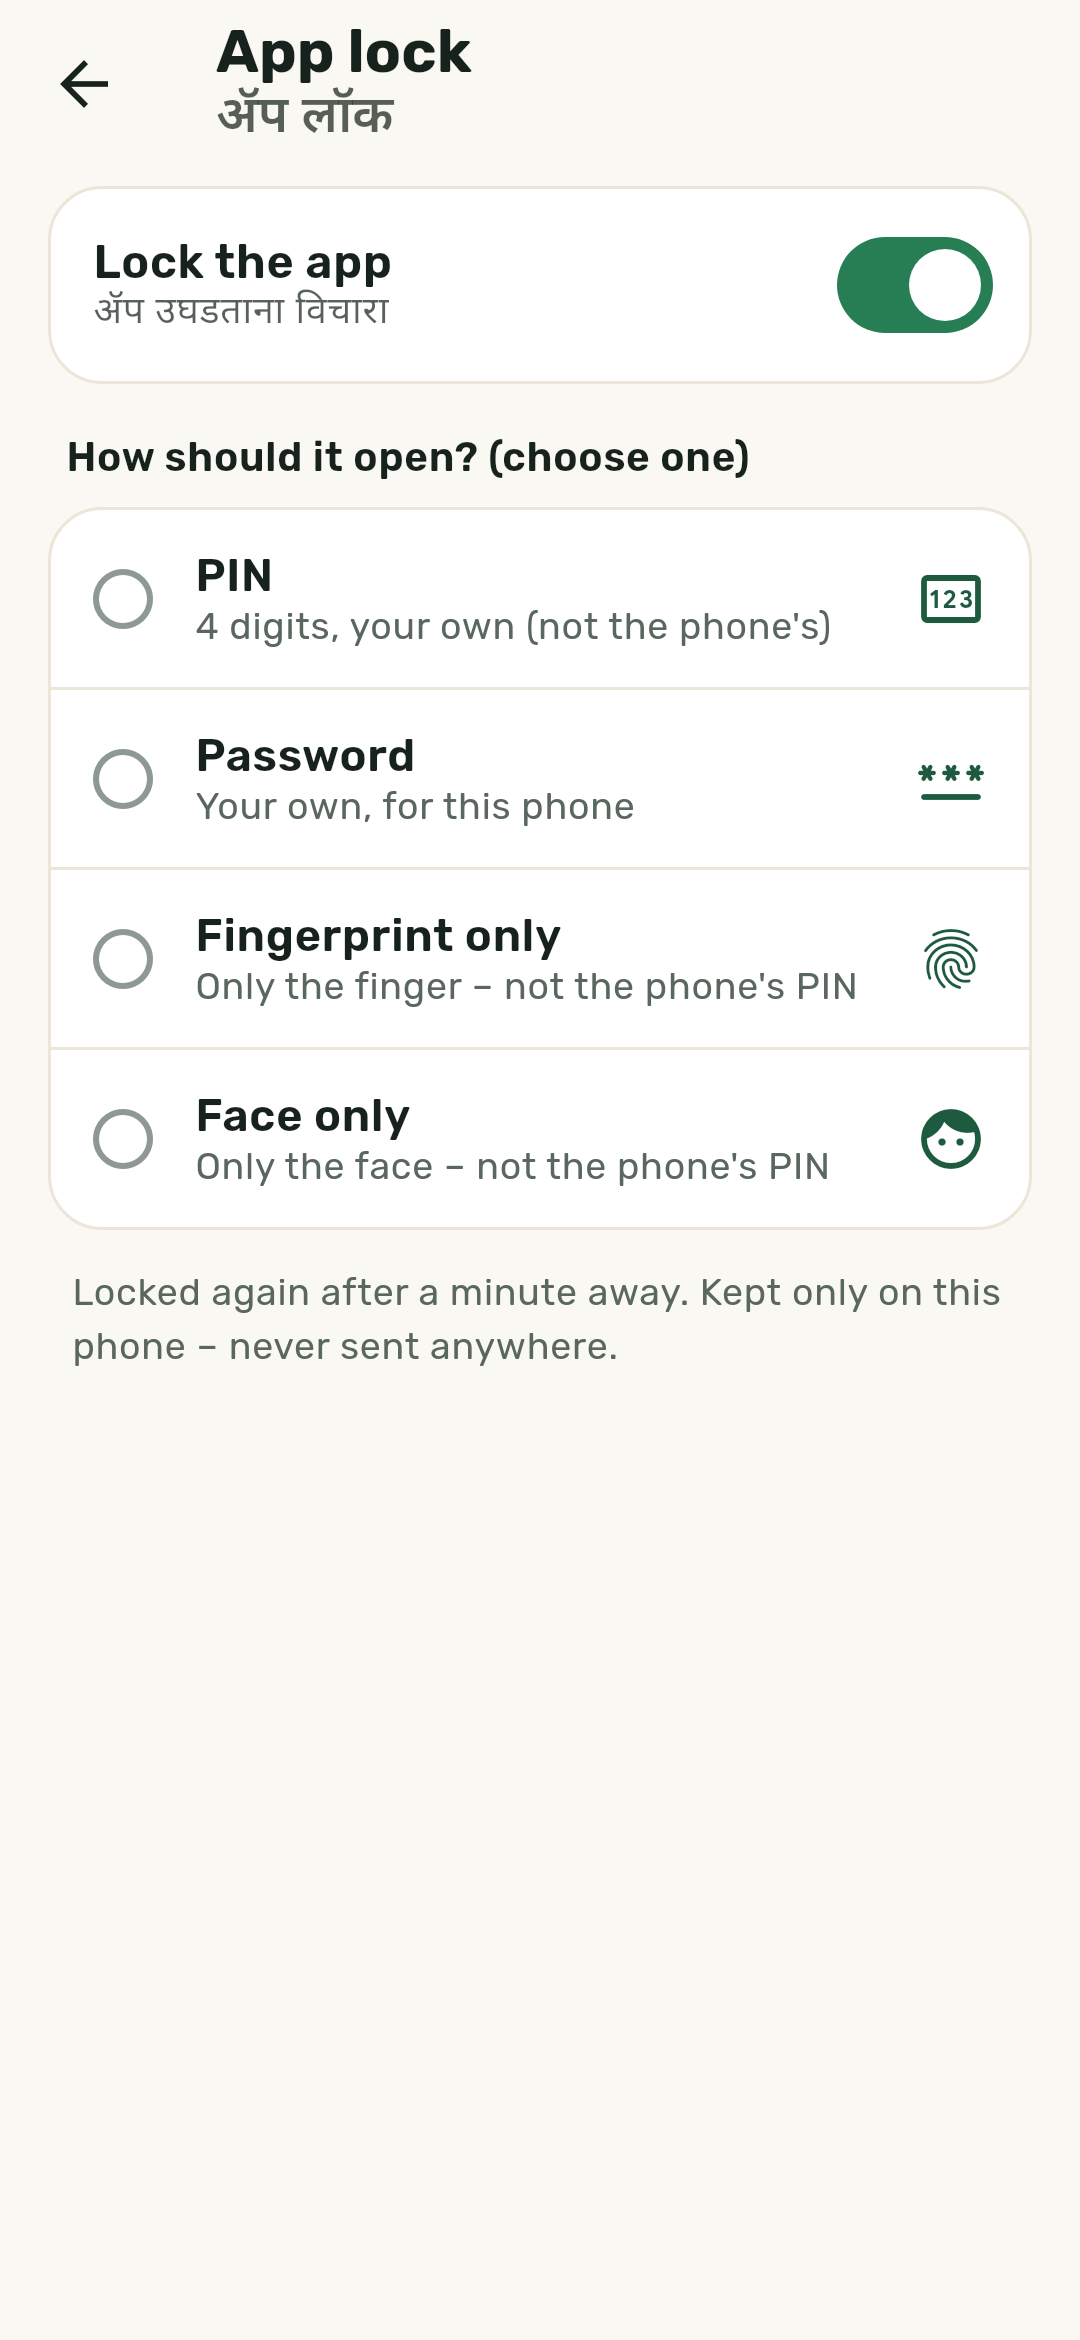 App lock
ॲप लॉक
Lock the app
ॲप उघडताना विचारा
How should it open? (choose one)
PIN
4 digits, your own (not the phone's)
123
Password
Your own, for this phone
***
Fingerprint only
Only the finger – not the phone's PIN
Face only
Only the face – not the phone's PIN
Locked again after a minute away. Kept only on this
phone – never sent anywhere.